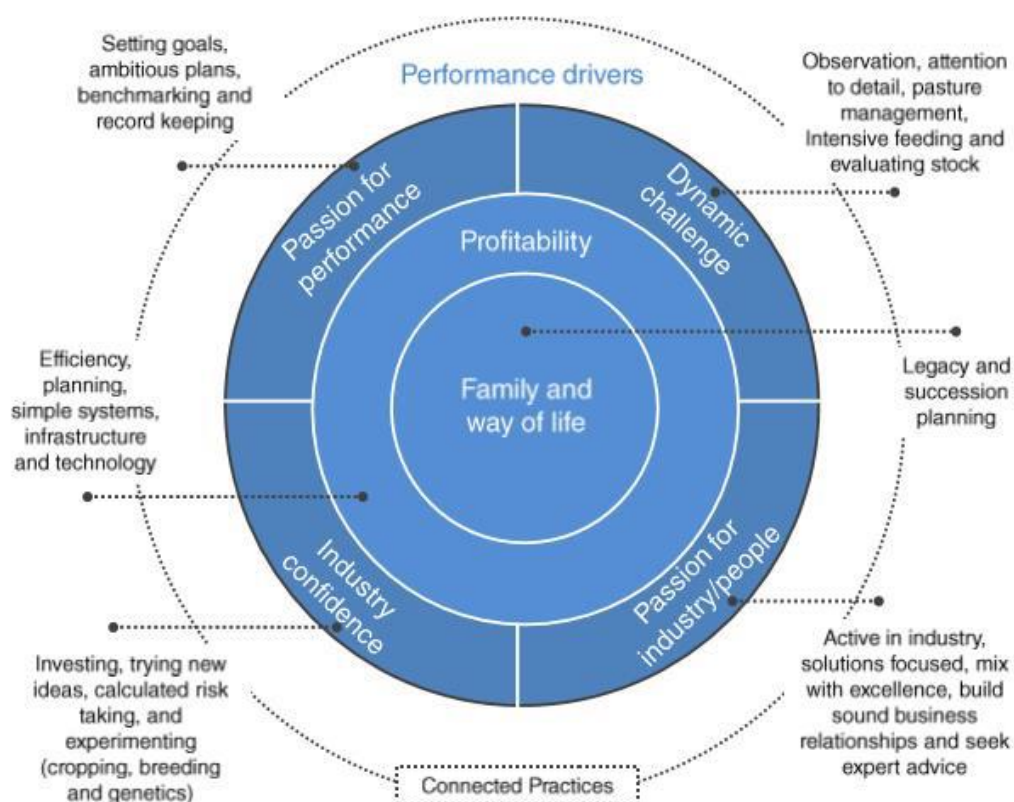 Setting goals,
ambitious plans,
benchmarking and
record keeping
Performance drivers
Observation, attention
to detail, pasture
management,
Intensive feeding and
evaluating stock
Passion for
performance
Dynamic
challenge
Profitability
Family and
way of life
Efficiency,
planning,
simple systems,
infrastructure
and technology
Legacy and
succession
planning
Industry
confidence
Passion for
industry/people
Investing, trying new
ideas, calculated risk
taking, and
experimenting
(cropping, breeding
and genetics)
Active in industry,
solutions focused, mix
with excellence, build
sound business
relationships and seek
expert advice
Connected Practices